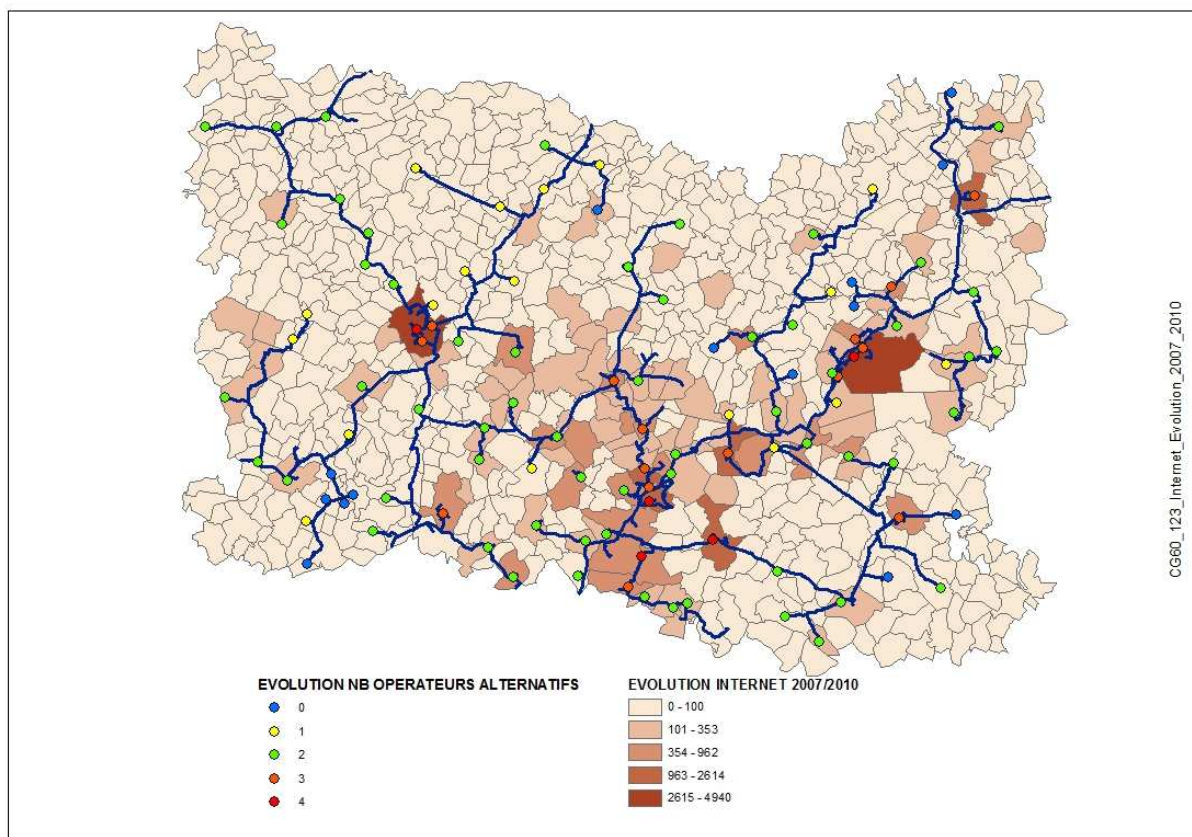 CG60_123_Internet_Evolution_2007_2010
EVOLUTION NB OPERATEURS ALTERNATIFS
0
1
2
3
4
EVOLUTION INTERNET 2007/2010
0 - 100
101 - 353
354 - 962
963 - 2614
2615 - 4940